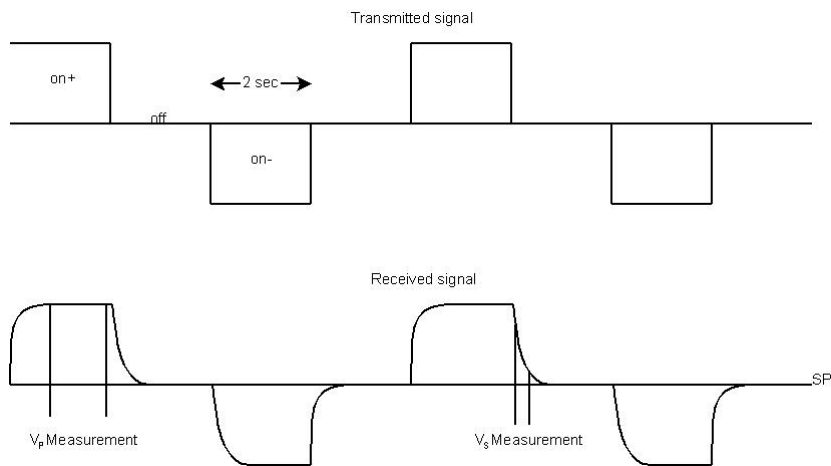 Transmitted signal
on+
2 sec
off
on-
Received signal
SP
Vp Measurement
Vs Measurement